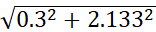 √(0.3² + 2.133²)